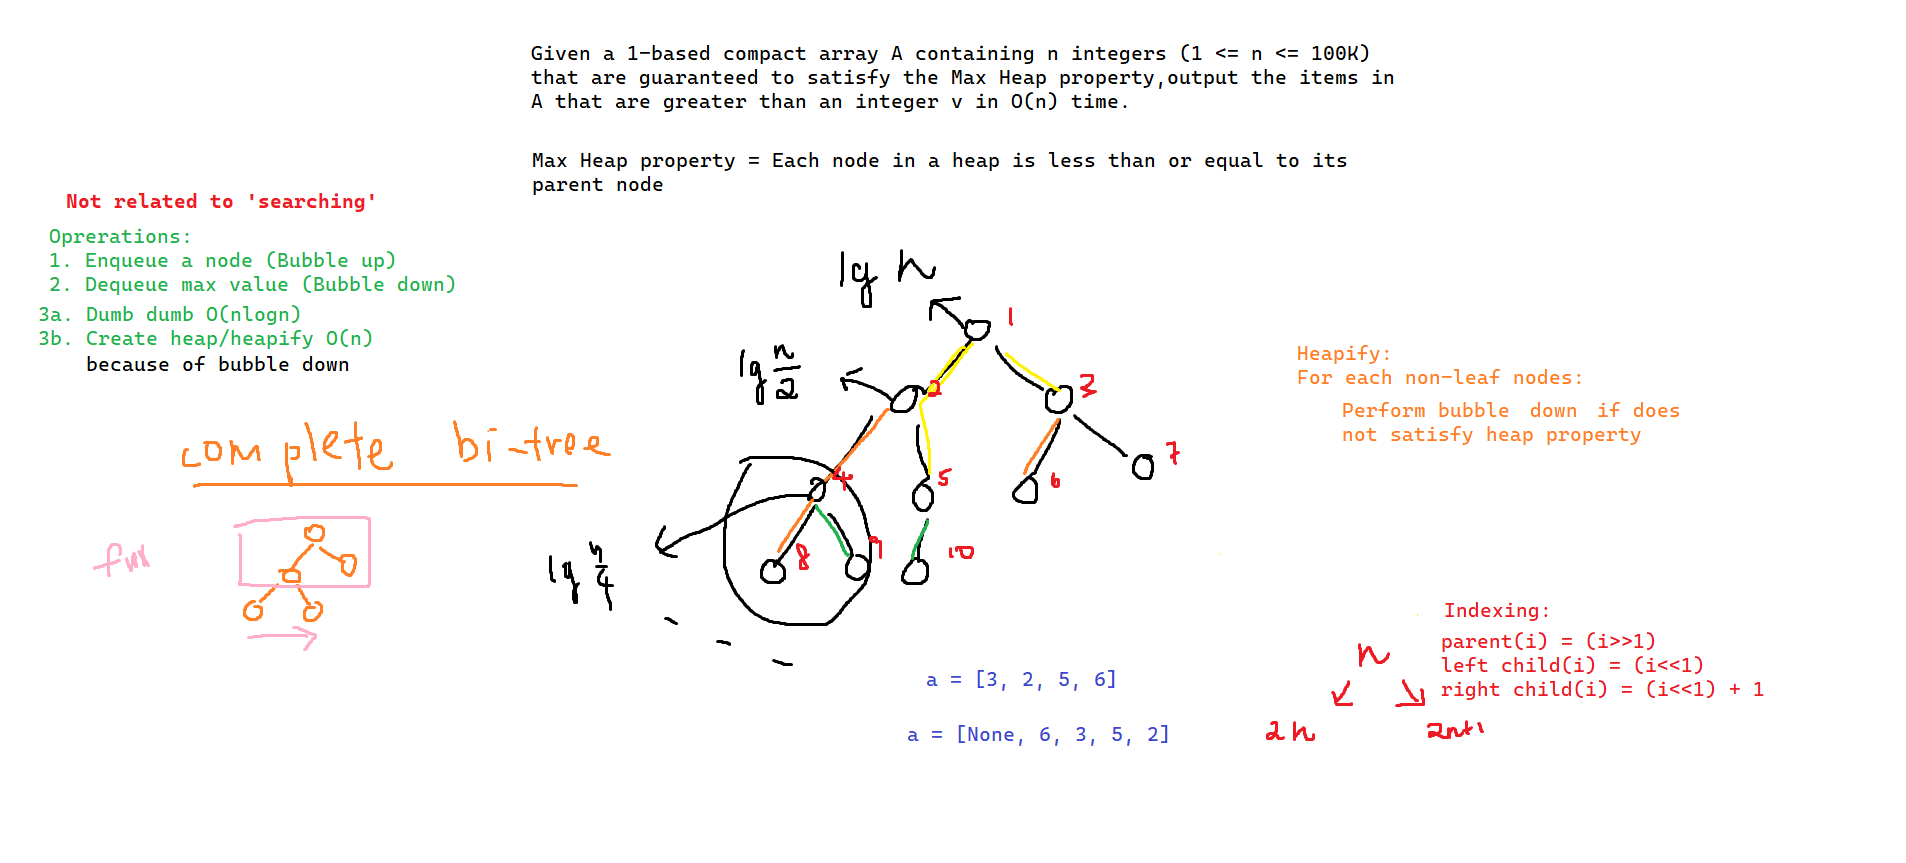 Given a 1-based compact array A containing n integers (1 <= n <= 100K)
that are guaranteed to satisfy the Max Heap property,output the items in
A that are greater than an integer v in O(n) time.
Max Heap property = Each node in a heap is less than or equal to its
parent node
Not related to 'searching'
Oprerations:
1. Enqueue a node (Bubble up)
2. Dequeue max value (Bubble down)
3a. Dumb dumb O(nlogn)
3b. Create heap/heapify O(n)
because of bubble down
complete bi-tree
lg n
1
lg n/2
2
3
4
5
6
7
lg n/4
8
9
10
Heapify:
For each non-leaf nodes:
Perform bubble down if does
not satisfy heap property
a = [3, 2, 5, 6]
a = [None, 6, 3, 5, 2]
Indexing:
parent(i) = (i>>1)
left child(i) = (i<<1)
right child(i) = (i<<1) + 1
n
2n
2n+1